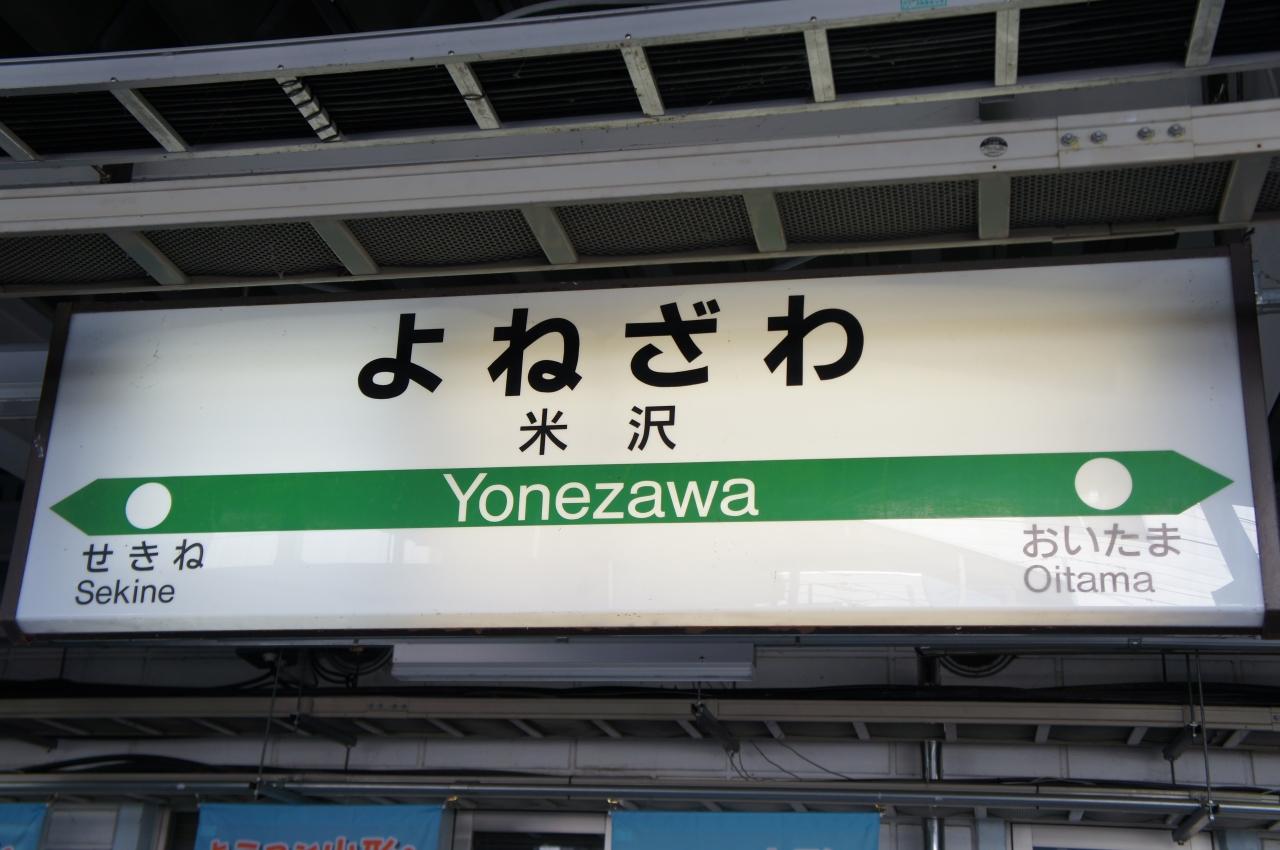 よねざわ
米沢
Yonezawa
せきね
Sekine
おいたま
Oitama